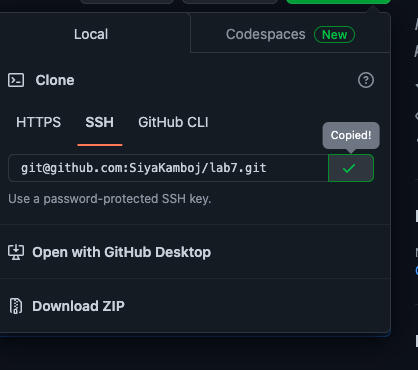 Local
Codespaces New
Clone
HTTPS SSH GitHub CLI
Copied!
git@github.com:SiyaKamboj/lab7.git
Use a password-protected SSH key.
Open with GitHub Desktop
Download ZIP